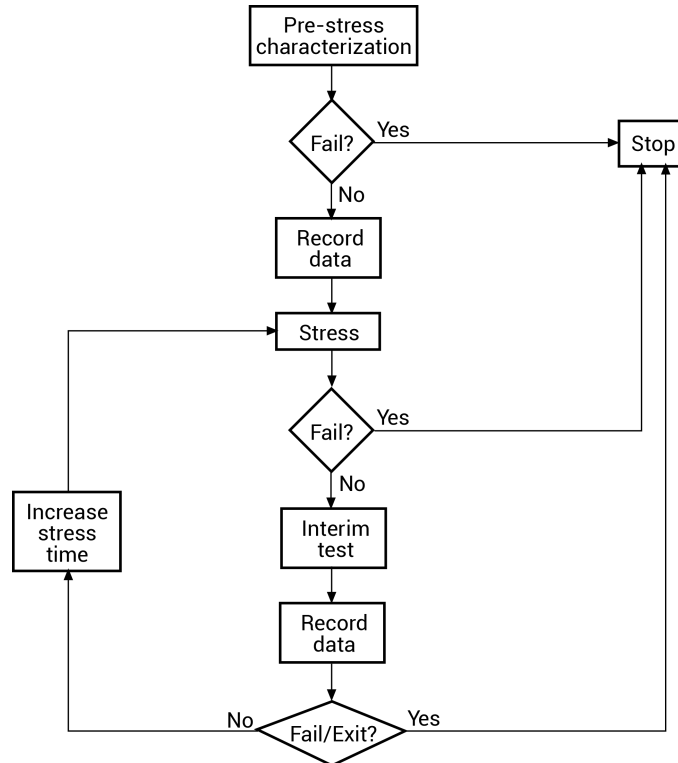 Pre-stress
characterization
Fail?
Yes
Stop
No
Record
data
Stress
Fail?
Yes
No
Increase
stress
time
Interim
test
Record
data
No
Fail/Exit?
Yes